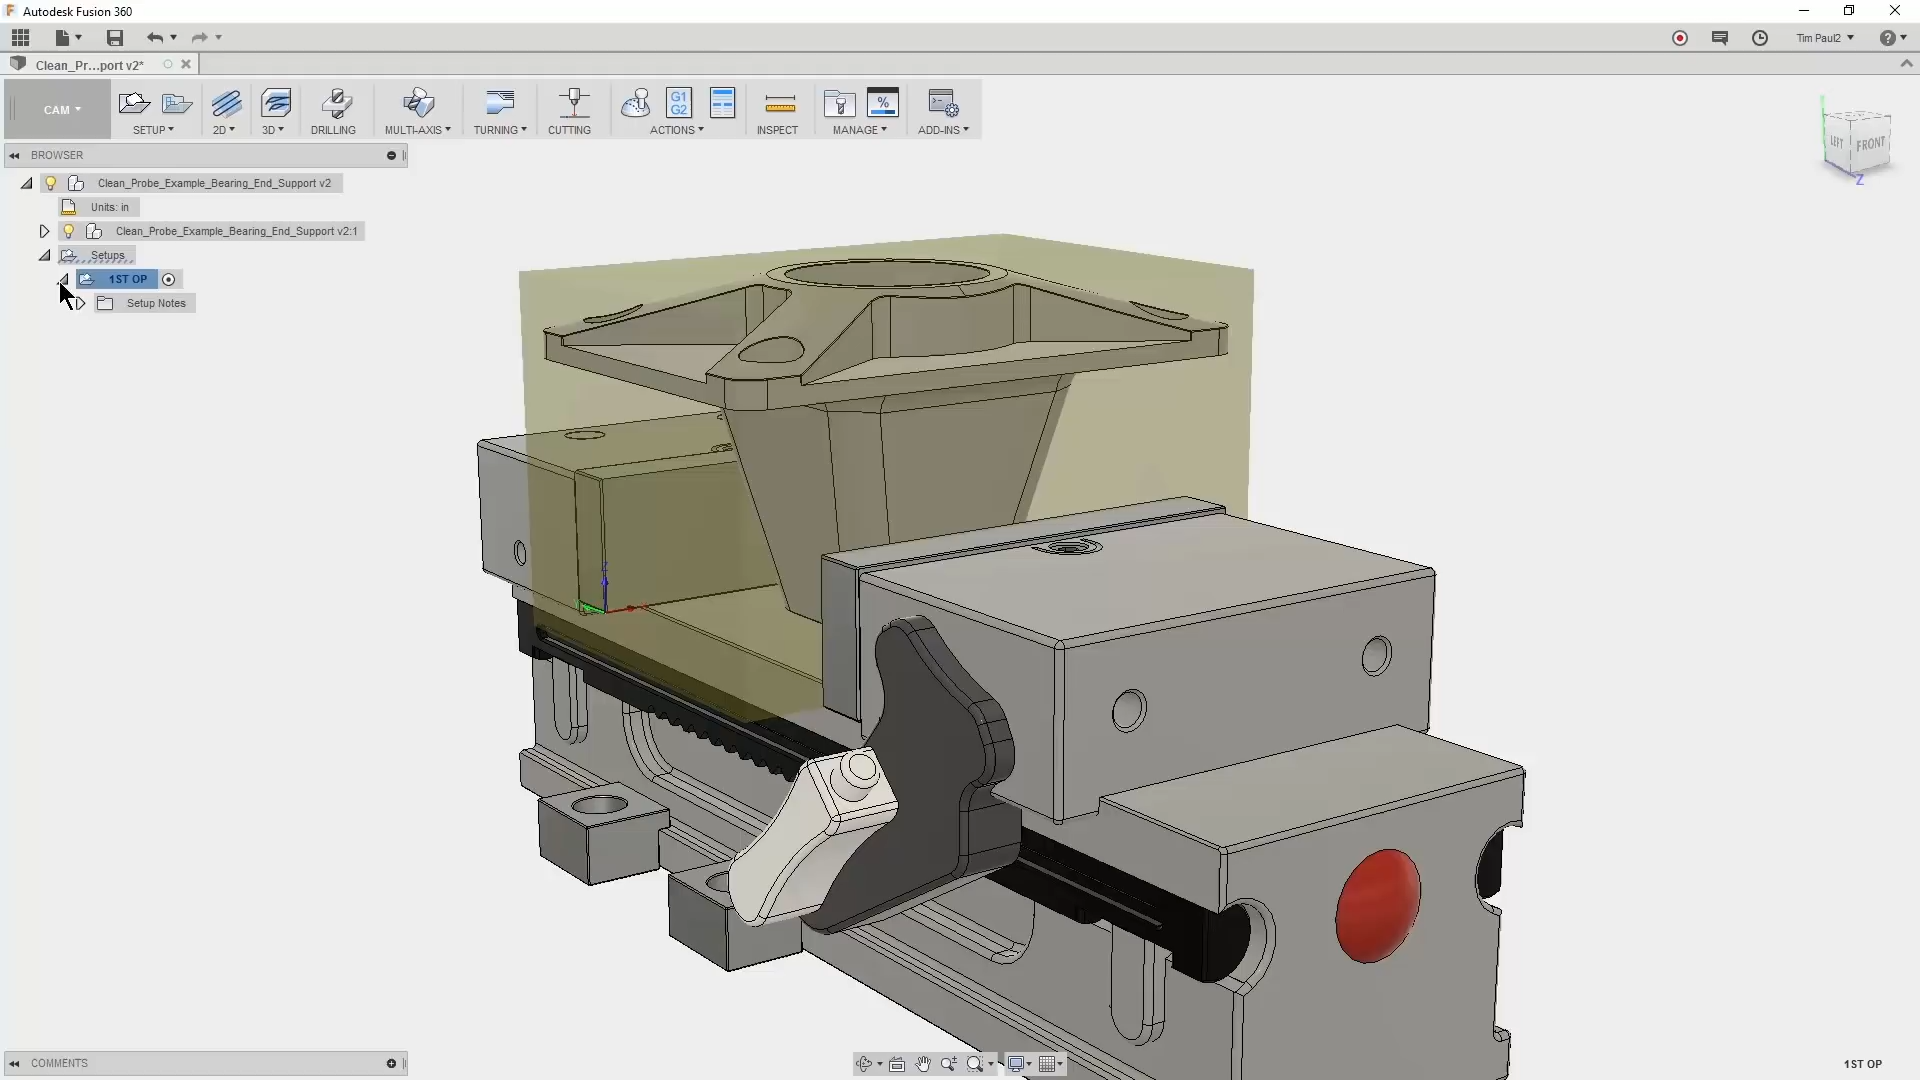 Autodesk Fusion 360
Tim Paul2
Clean_Pr...port v2*
CAM
G1
G2
%
SETUP
2D
3D
DRILLING
MULTI-AXIS
TURNING
CUTTING
ACTIONS
INSPECT
MANAGE
ADD-INS
LEFT
FRONT
Z
BROWSER
Clean_Probe_Example_Bearing_End_Support v2
Units: in
Clean_Probe_Example_Bearing_End_Support v2:1
Setups
1ST OP
Setup Notes
Z
COMMENTS
1ST OP